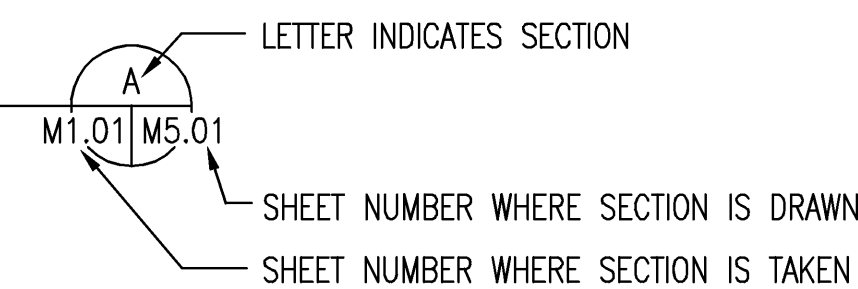 LETTER INDICATES SECTION
A
M1.01 M5.01
SHEET NUMBER WHERE SECTION IS DRAWN
SHEET NUMBER WHERE SECTION IS TAKEN